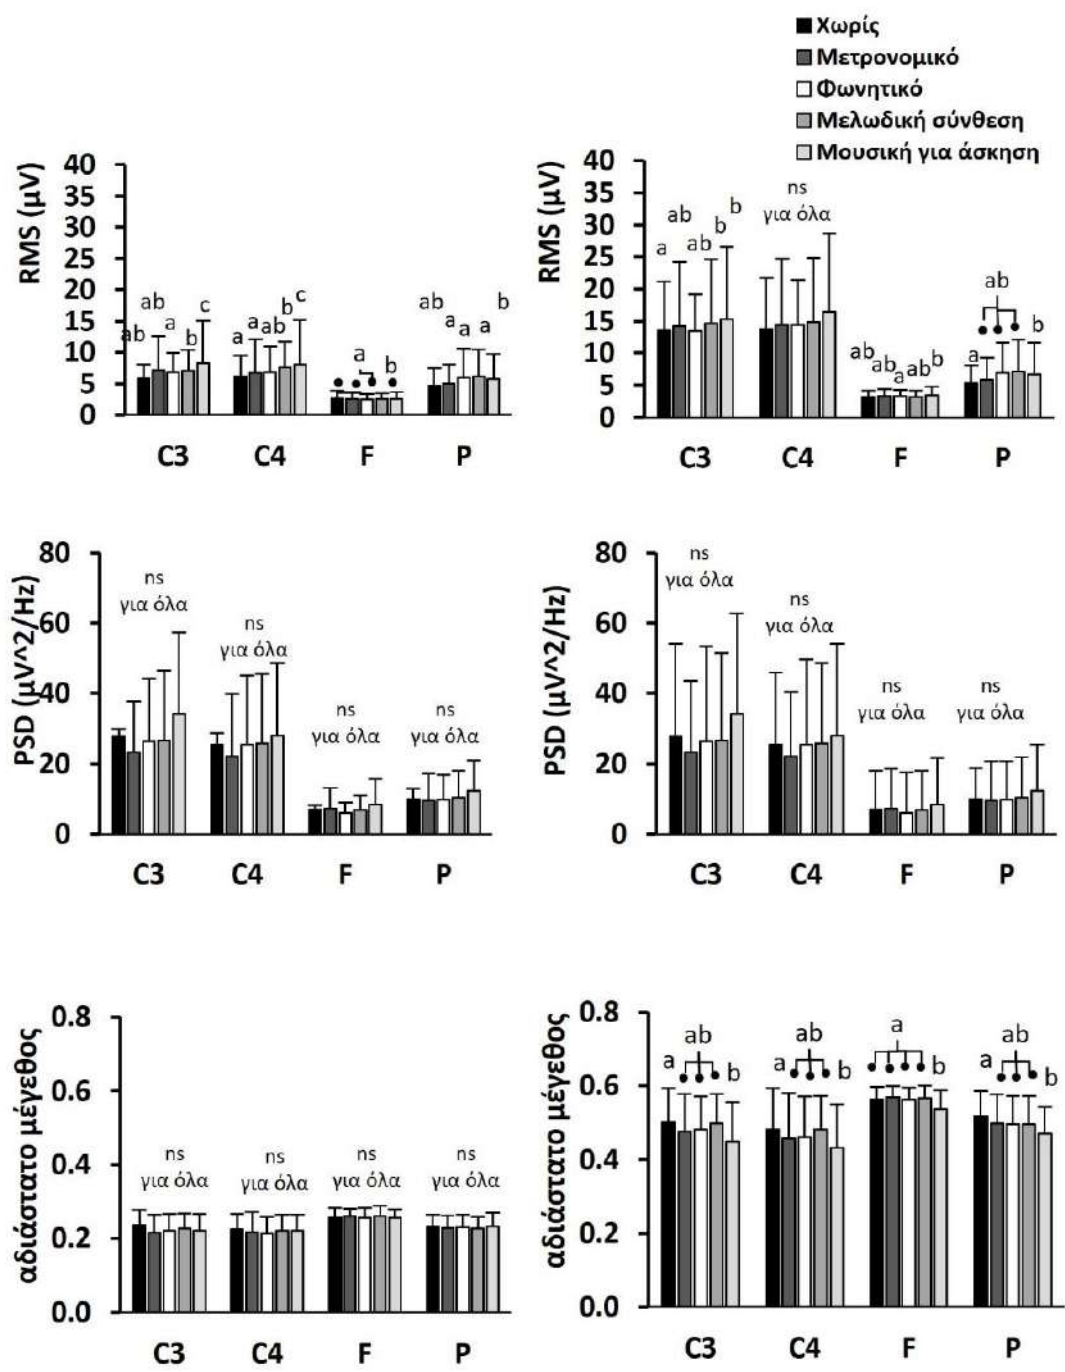 Χωρίς
Μετρονομικό
Φωνητικό
Μελωδική σύνθεση
Μουσική για άσκηση
RMS (μV)
40
35
30
25
20
15
10
5
0
ab
ab
a
b
c
a
a
ab
b
c
a
b
ab
a
a
a
b
C3
C4
F
P
RMS (μV)
40
35
30
25
20
15
10
5
0
a
ab
ab
b
b
ns
για όλα
ab
ab
a
ab
b
a
ab
b
C3
C4
F
P
PSD (μV^2/Hz)
80
60
40
20
0
ns
για όλα
ns
για όλα
ns
για όλα
ns
για όλα
C3
C4
F
P
PSD (μV^2/Hz)
80
60
40
20
0
ns
για όλα
ns
για όλα
ns
για όλα
ns
για όλα
C3
C4
F
P
αδιάστατο μέγεθος
0.8
0.6
0.4
0.2
0.0
ns
για όλα
ns
για όλα
ns
για όλα
ns
για όλα
C3
C4
F
P
αδιάστατο μέγεθος
0.8
0.6
0.4
0.2
0.0
a
ab
b
a
ab
b
a
b
a
ab
b
C3
C4
F
P